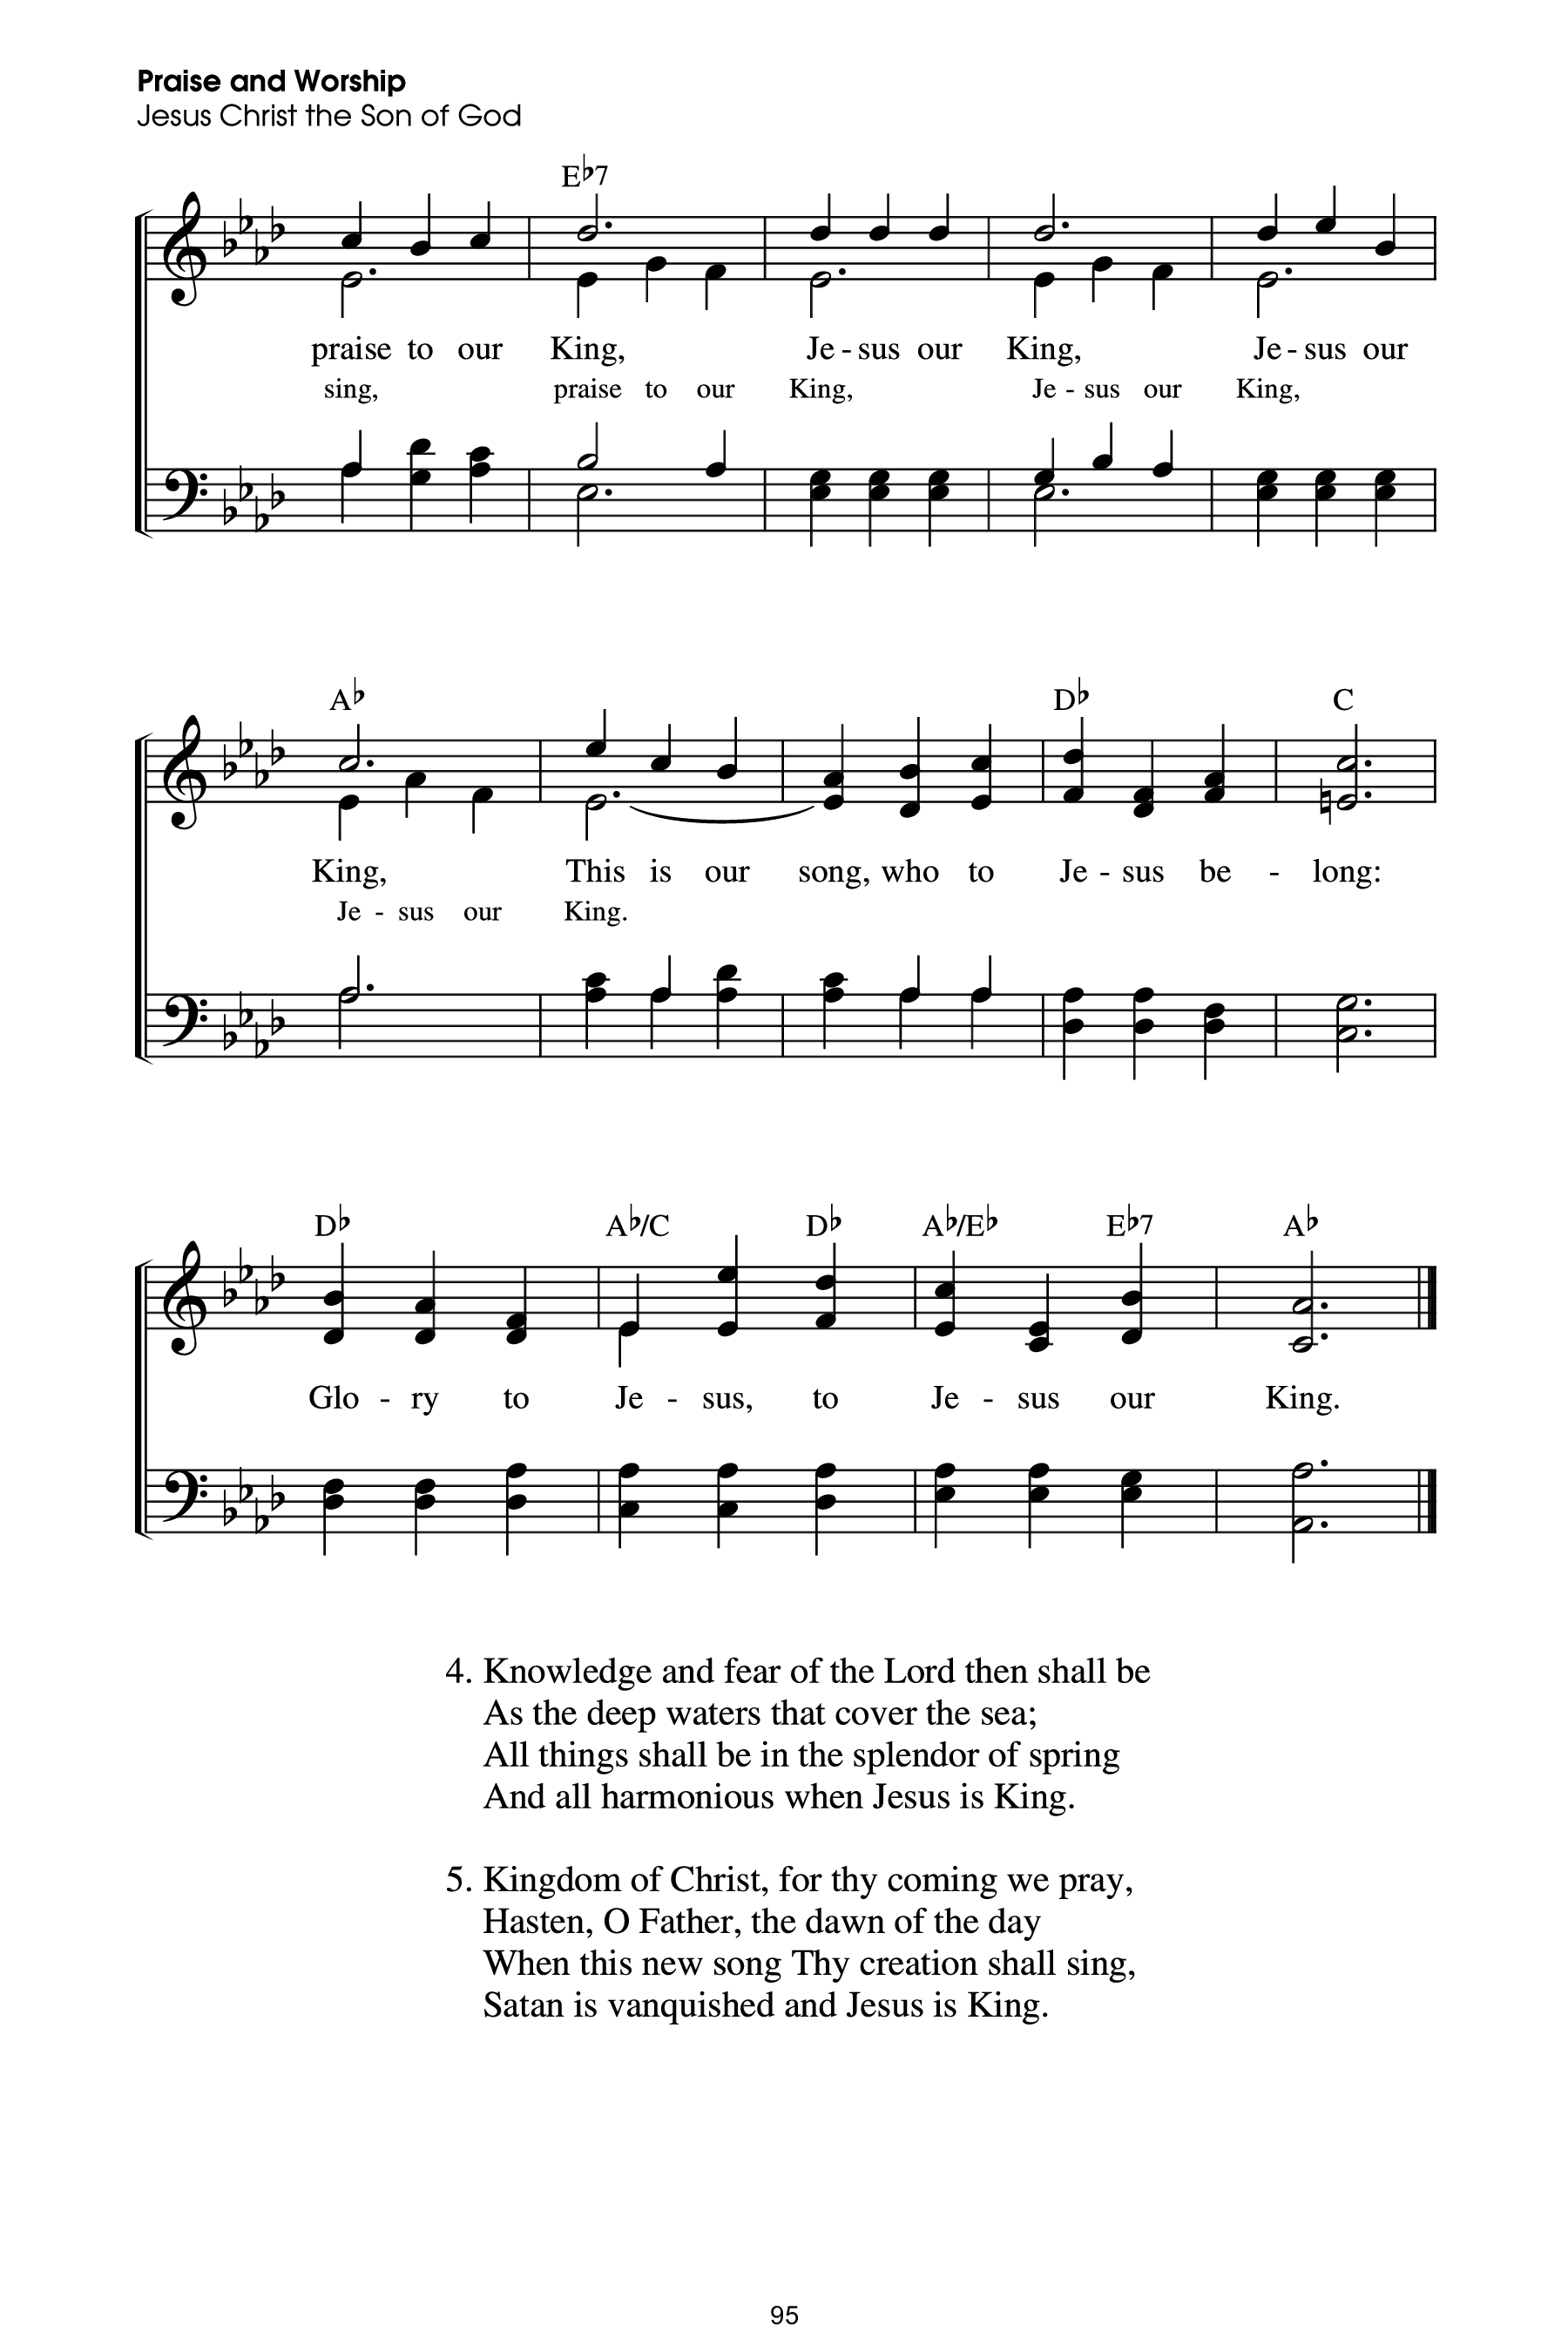 Praise and Worship
Jesus Christ the Son of God
E♭7
praise to our King, Je - sus our King, Je - sus our
sing, praise to our King, Je - sus our King,
A♭ D♭ C
King, This is our song, who to Je - sus be - long:
Je - sus our King.
D♭ A♭/C D♭ A♭/E♭ E♭7 A♭
Glo - ry to Je - sus, to Je - sus our King.
4. Knowledge and fear of the Lord then shall be
As the deep waters that cover the sea;
All things shall be in the splendor of spring
And all harmonious when Jesus is King.
5. Kingdom of Christ, for thy coming we pray,
Hasten, O Father, the dawn of the day
When this new song Thy creation shall sing,
Satan is vanquished and Jesus is King.
95